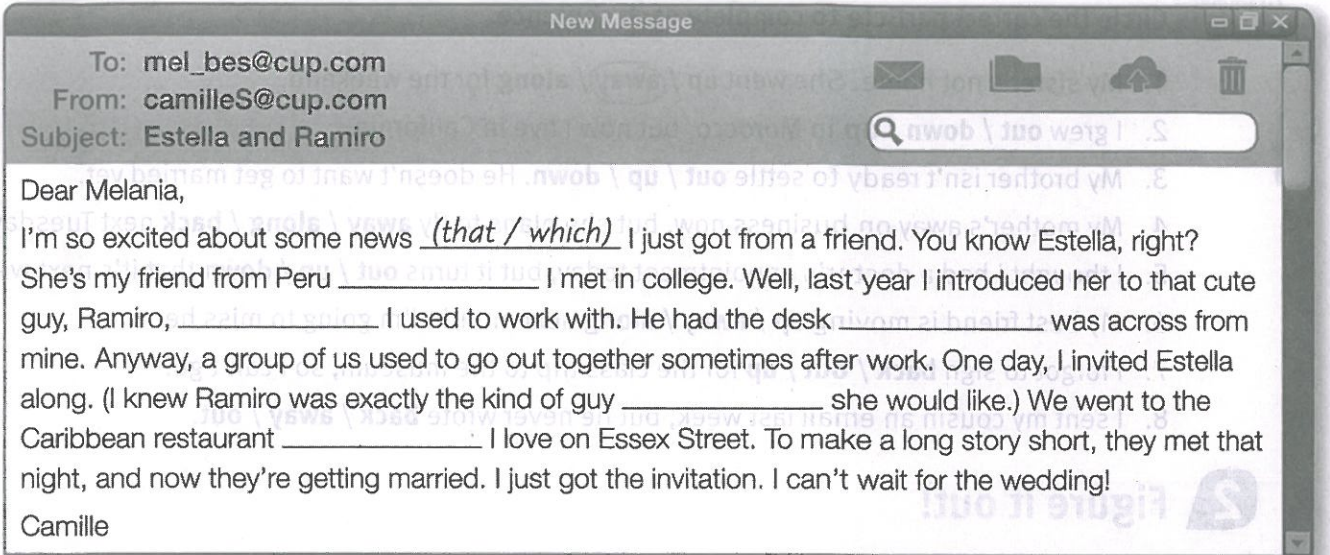 New Message
To: mel_bes@cup.com
From: camilleS@cup.com
Subject: Estella and Ramiro
Dear Melania,
I'm so excited about some news (that / which) I just got from a friend. You know Estella, right?
She's my friend from Peru ____________ I met in college. Well, last year I introduced her to that cute
guy, Ramiro, ____________ I used to work with. He had the desk ____________ was across from
mine. Anyway, a group of us used to go out together sometimes after work. One day, I invited Estella
along. (I knew Ramiro was exactly the kind of guy ____________ she would like.) We went to the
Caribbean restaurant ____________ I love on Essex Street. To make a long story short, they met that
night, and now they're getting married. I just got the invitation. I can't wait for the wedding!
Camille